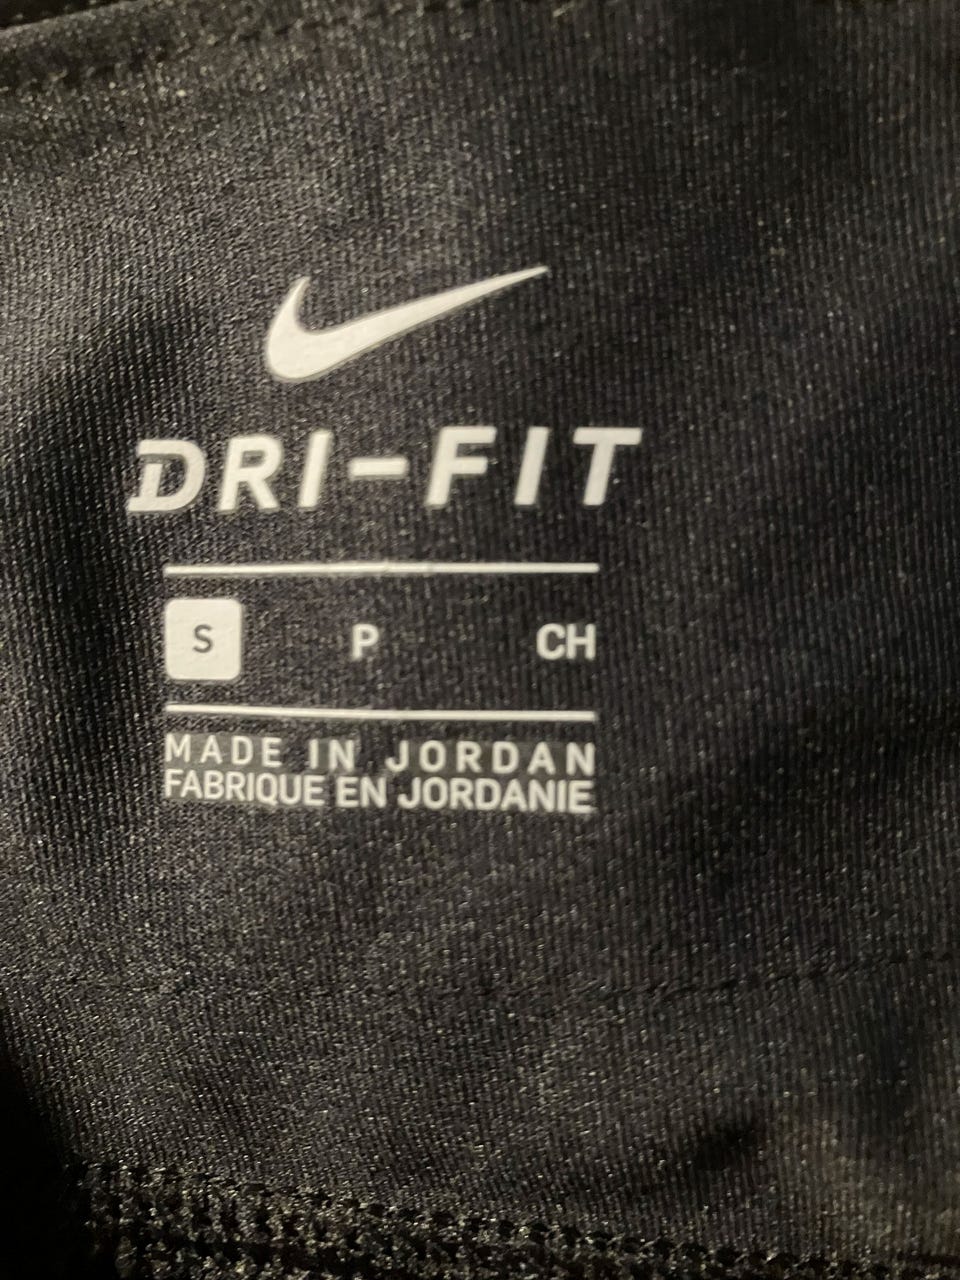 DRI-FIT
S P CH
MADE IN JORDAN
FABRIQUE EN JORDANIE